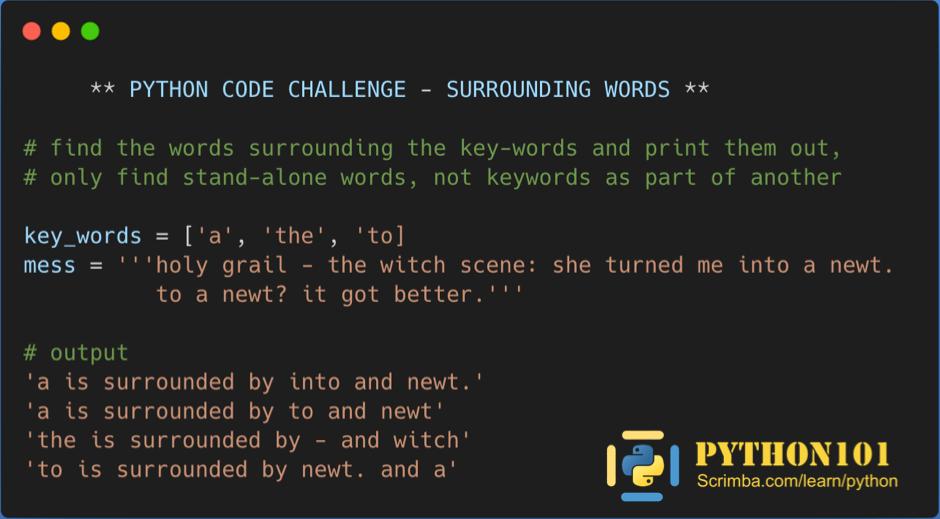 ** PYTHON CODE CHALLENGE - SURROUNDING WORDS **
# find the words surrounding the key-words and print them out,
# only find stand-alone words, not keywords as part of another
key_words = ['a', 'the', 'to]
mess = '''holy grail - the witch scene: she turned me into a newt.
to a newt? it got better.'''
# output
'a is surrounded by into and newt.'
'a is surrounded by to and newt'
'the is surrounded by - and witch'
'to is surrounded by newt. and a'
PYTHON101
Scrimba.com/learn/python